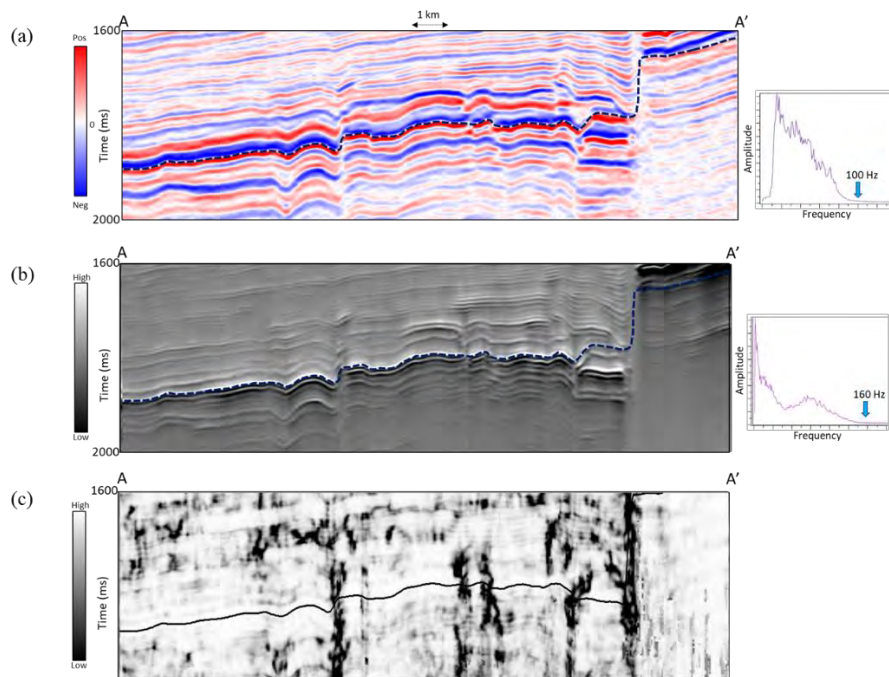 (a)
Pos
0
Neg
Time (ms)
1600
2000
A
1 km
A’
Amplitude
100 Hz
Frequency
(b)
High
Low
Time (ms)
1600
2000
A
A’
Amplitude
160 Hz
Frequency
(c)
High
Low
Time (ms)
1600
A
A’